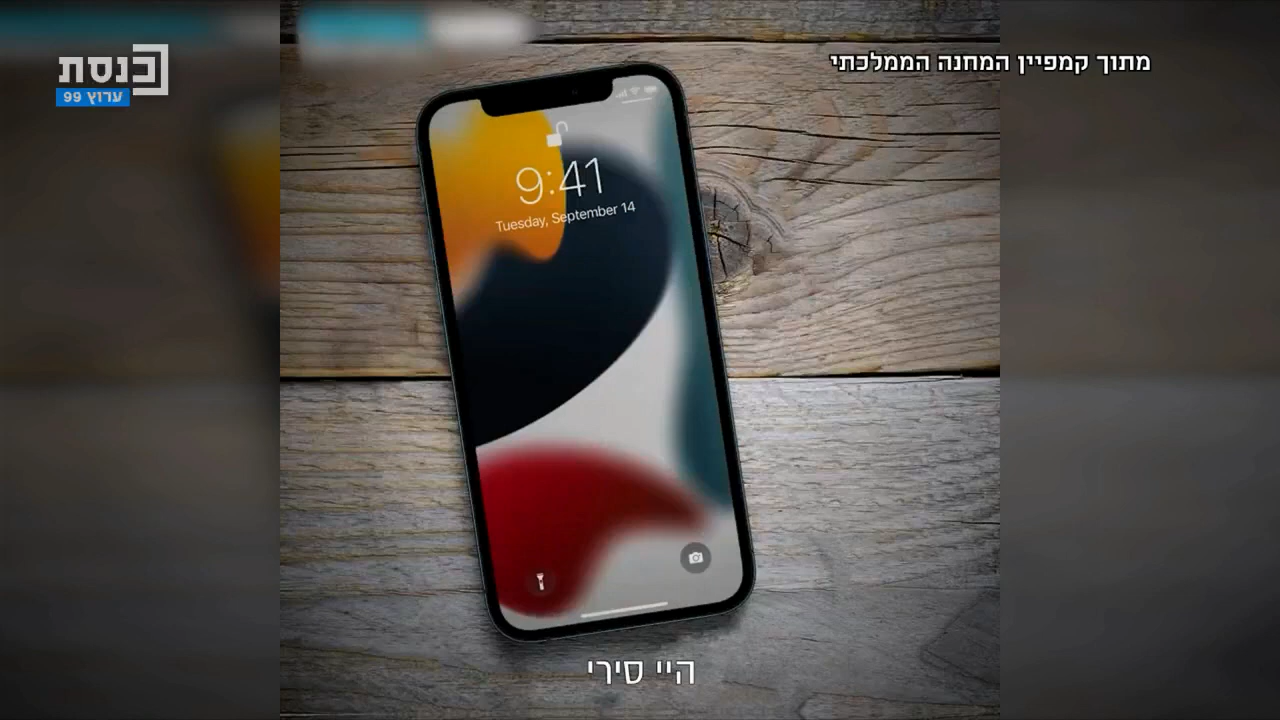 כנסת
ערוץ 99
מתוך קמפיין המחנה הממלכתי
9:41
Tuesday, September 14
היי סירי